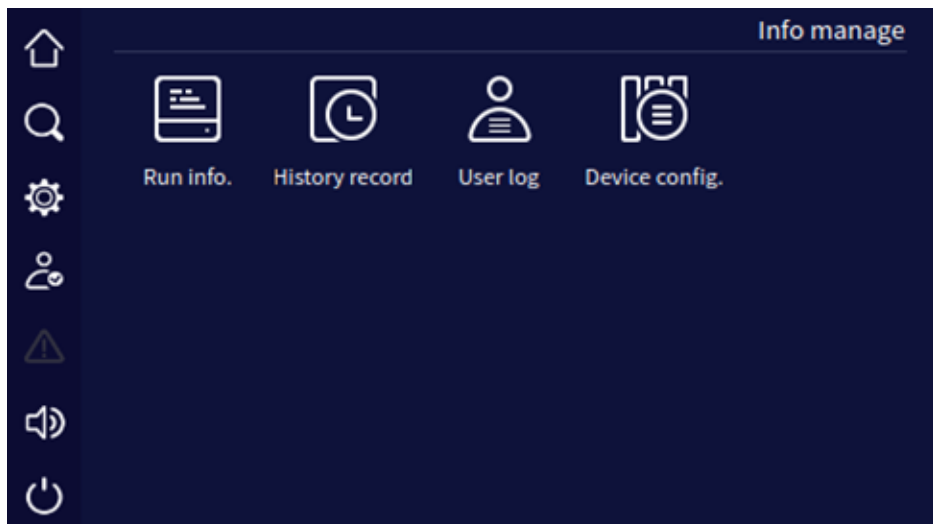 Info manage
Run info.
History record
User log
Device config.